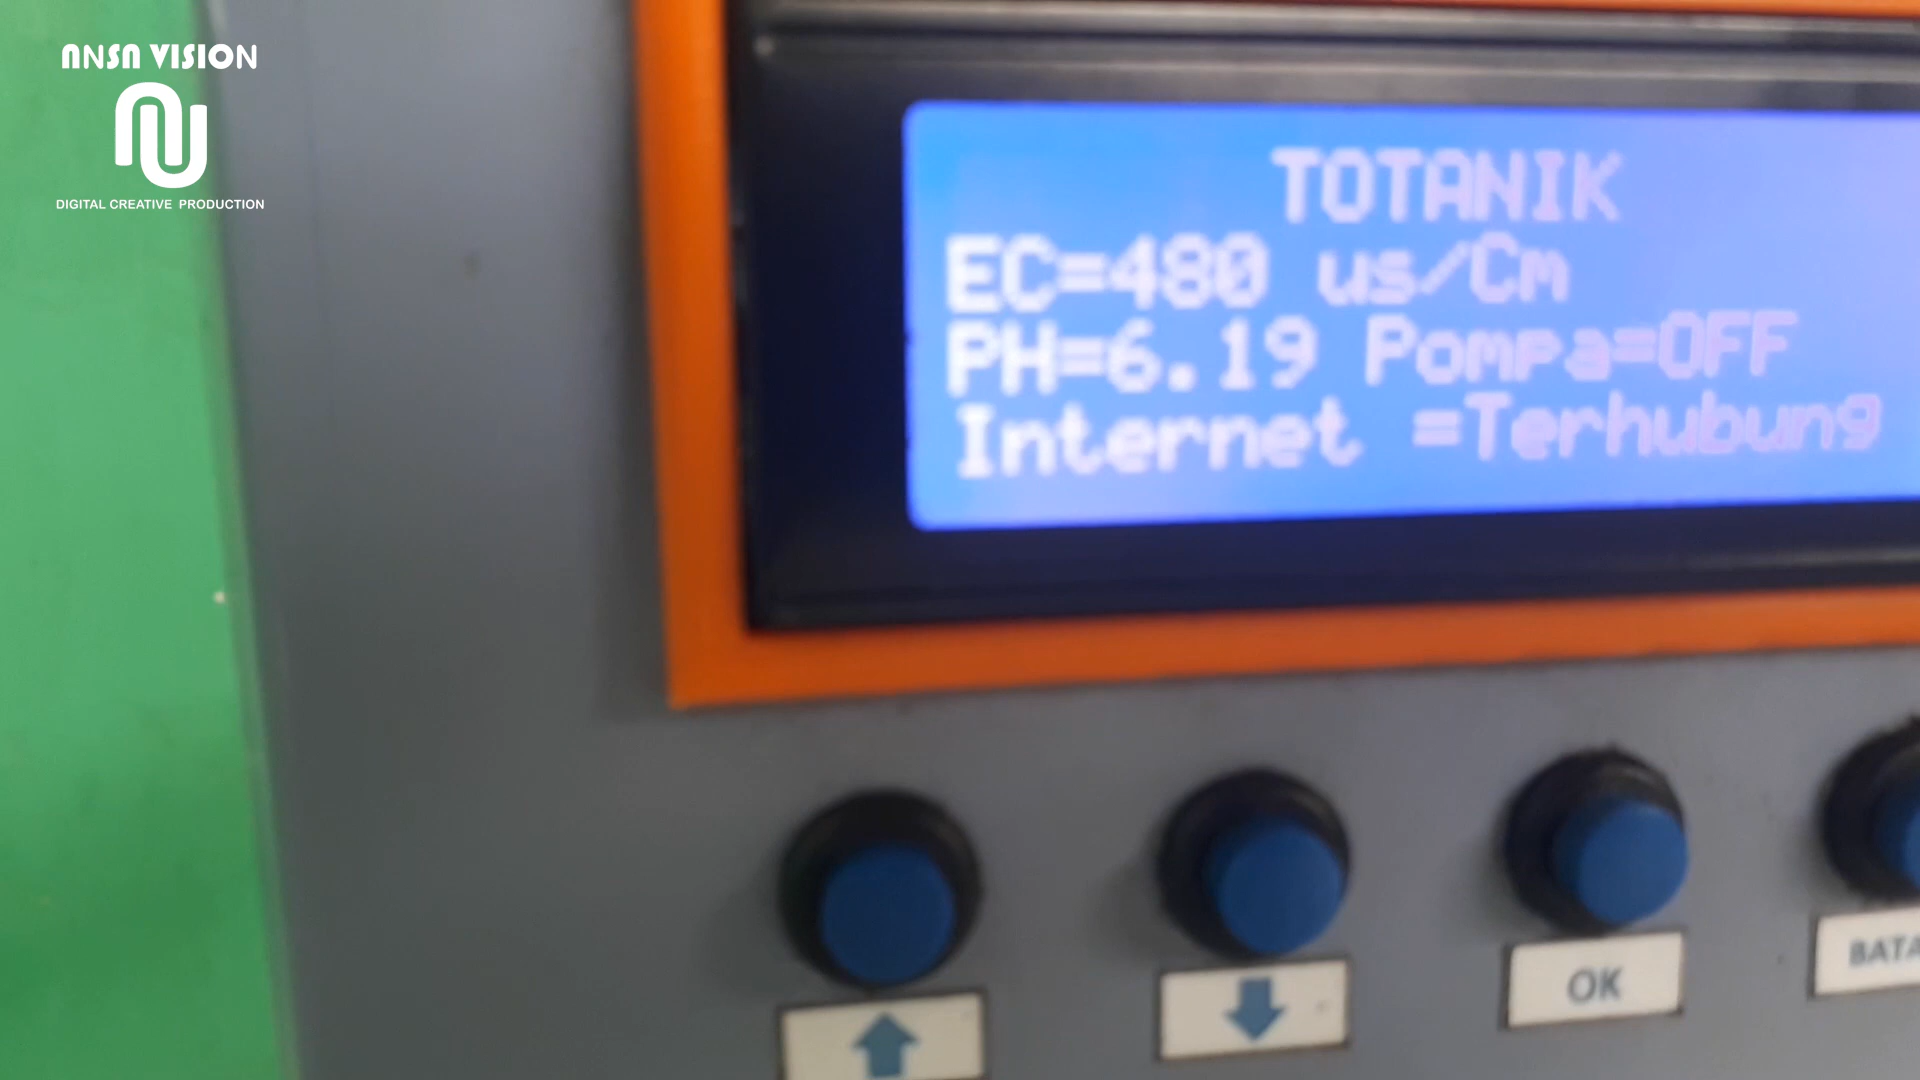 ANSA VISION
DIGITAL CREATIVE PRODUCTION
TOTANIK
EC=480 us/Cm
PH=6.19 Pompa=OFF
Internet =Terhubung
OK